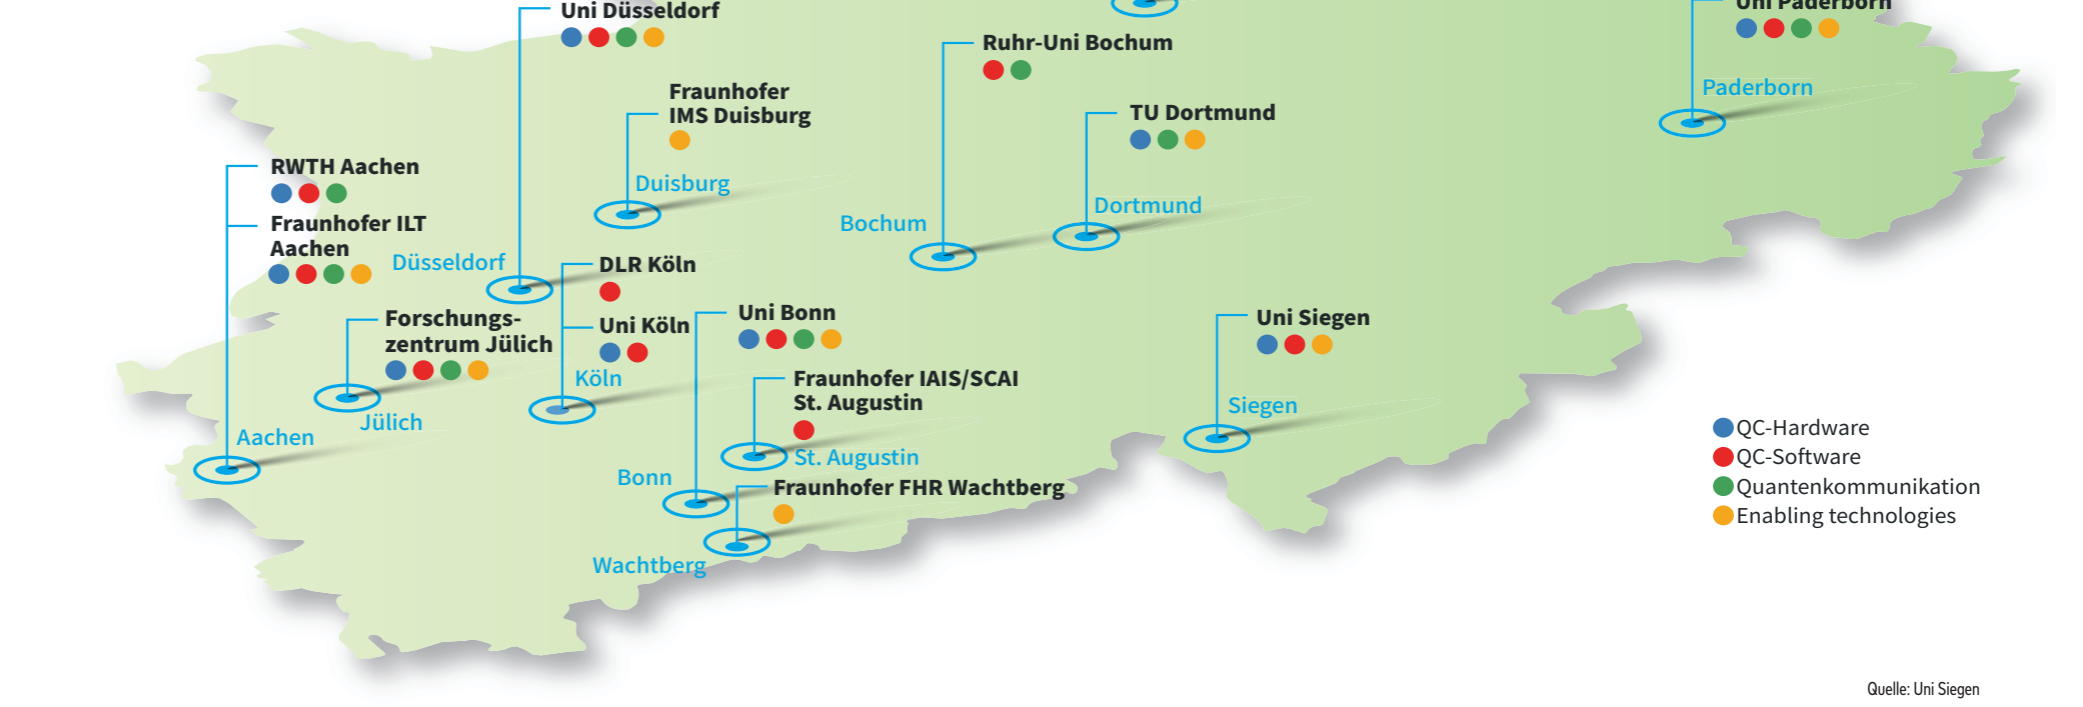 Uni Düsseldorf
Uni Paderborn
Ruhr-Uni Bochum
Fraunhofer
IMS Duisburg
Paderborn
TU Dortmund
RWTH Aachen
Duisburg
Dortmund
Bochum
Fraunhofer ILT
Aachen
Düsseldorf
DLR Köln
Forschungs-
zentrum Jülich
Uni Köln
Uni Bonn
Uni Siegen
Köln
Fraunhofer IAIS/SCAI
St. Augustin
Siegen
Jülich
Aachen
St. Augustin
Bonn
Fraunhofer FHR Wachtberg
Wachtberg
QC-Hardware
QC-Software
Quantenkommunikation
Enabling technologies
Quelle: Uni Siegen